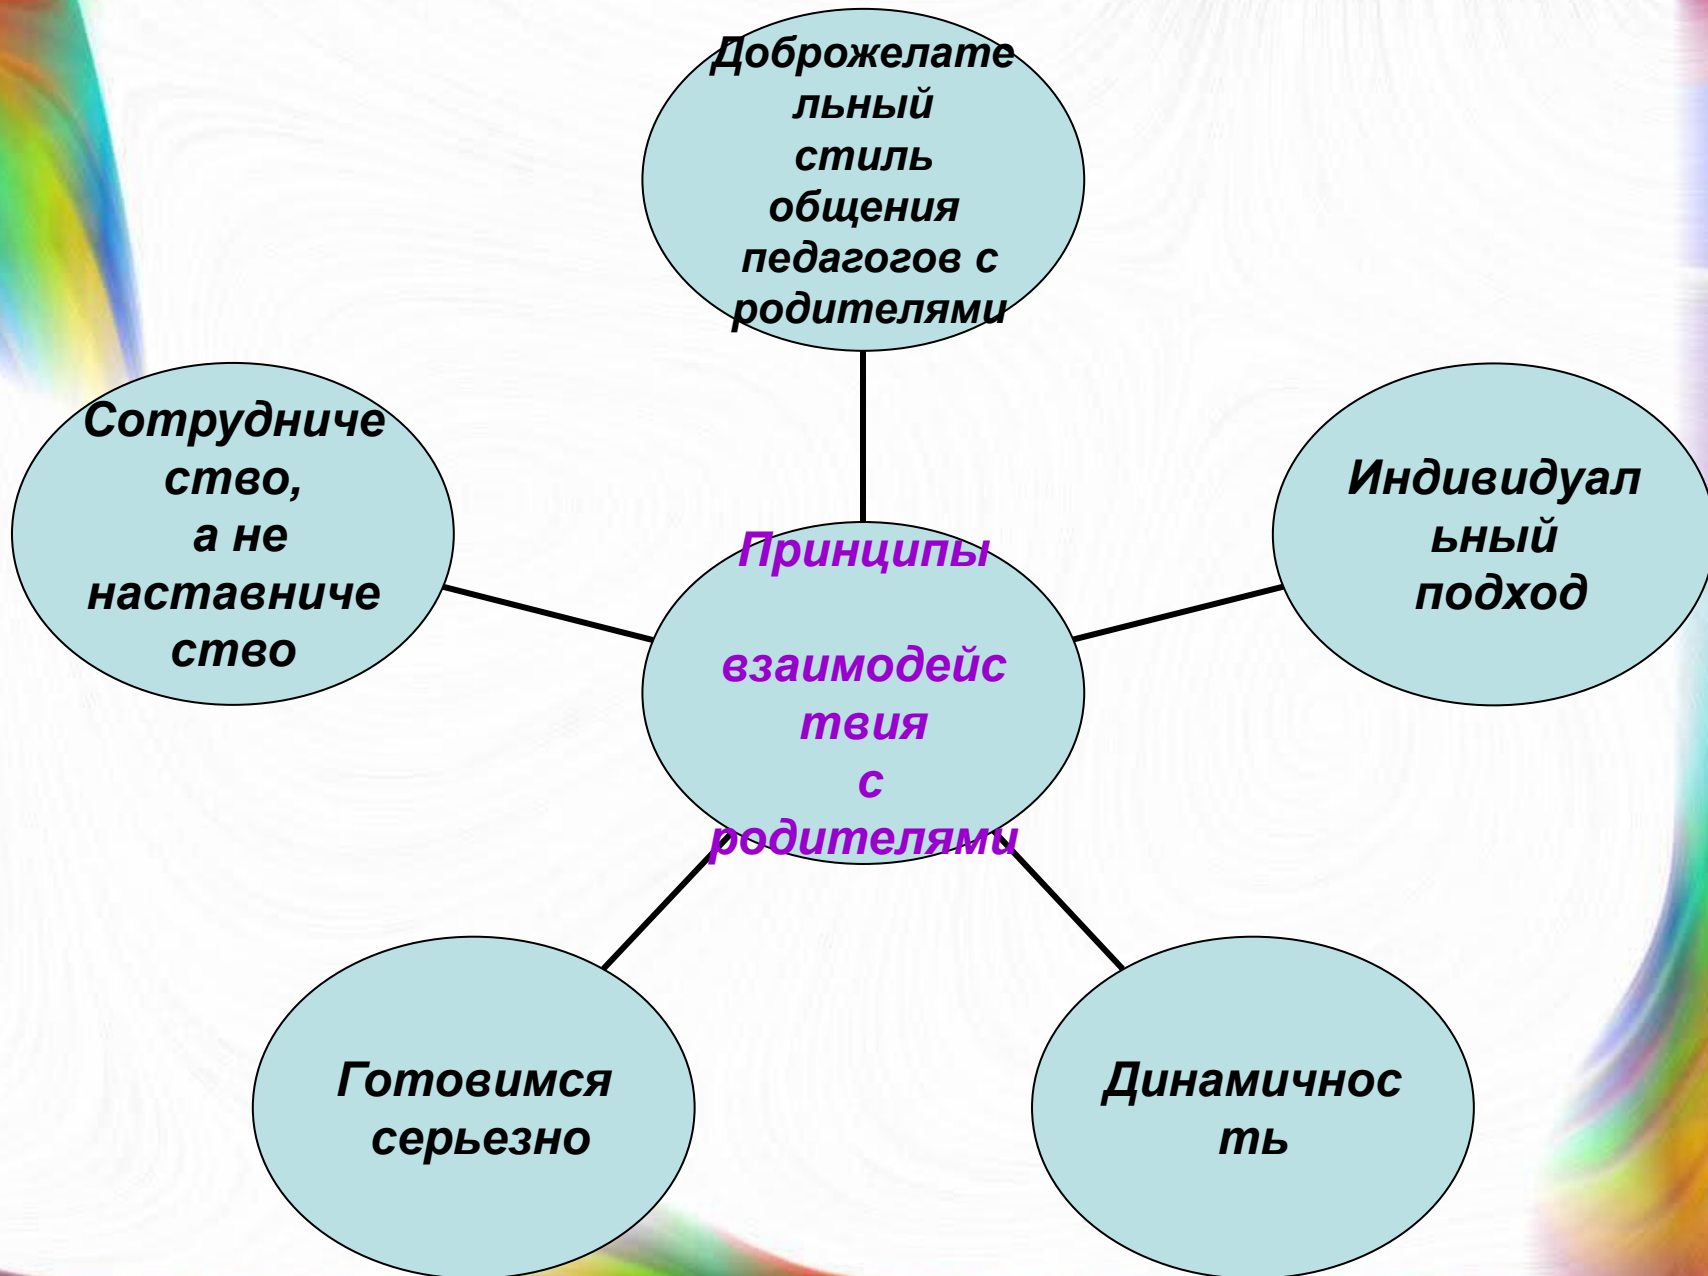 Доброжелате
льный
стиль
общения
педагогов с
родителями
Сотрудниче
ство,
а не
наставниче
ство
Индивидуал
ьный
подход
Принципы
взаимодейс
твия
с
родителями
Готовимся
серьезно
Динамичнос
ть